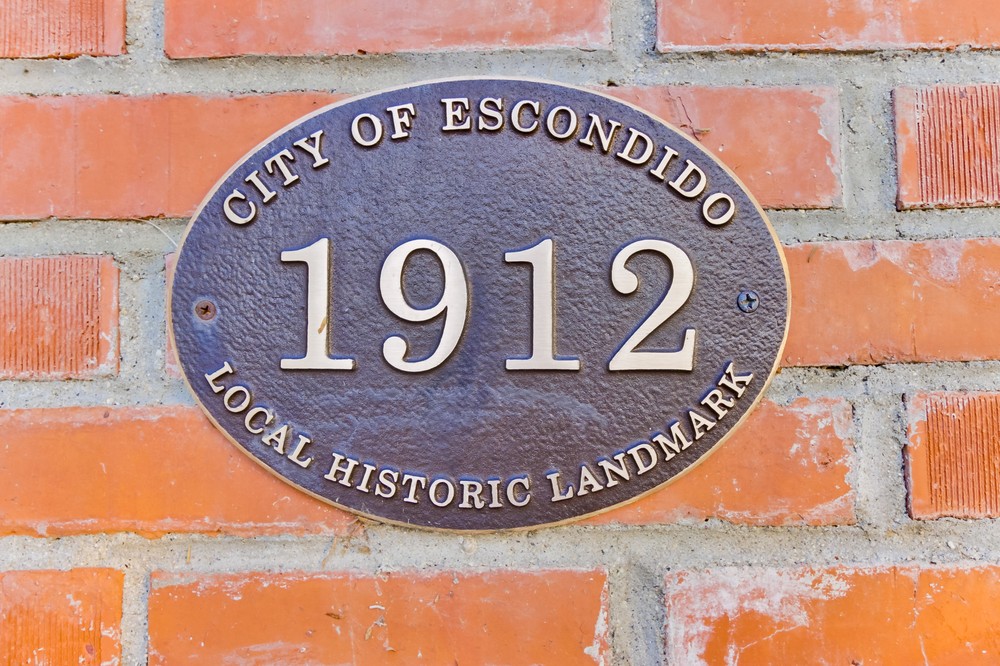 CITY OF ESCONDIDO
1912
LOCAL HISTORIC LANDMARK